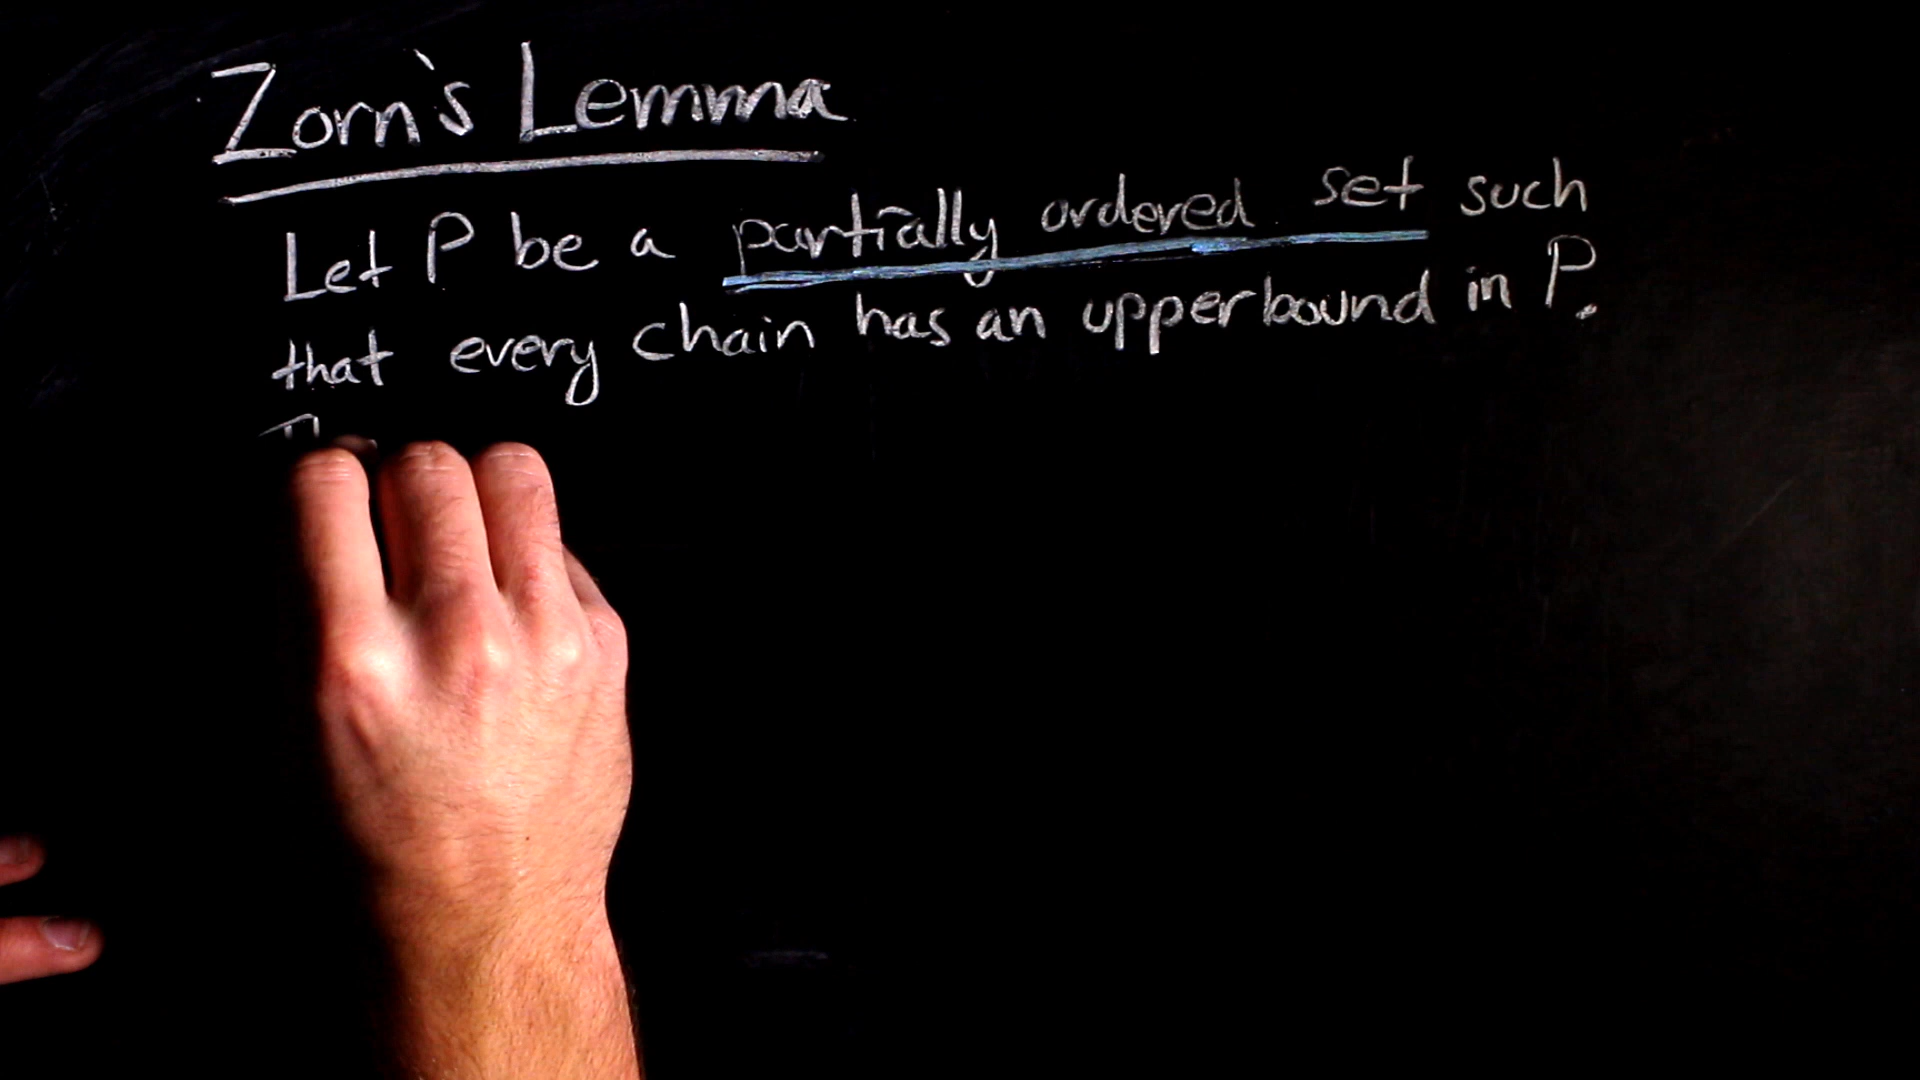 Zorn's Lemma
Let P be a partially ordered set such
that every chain has an upperbound in P.